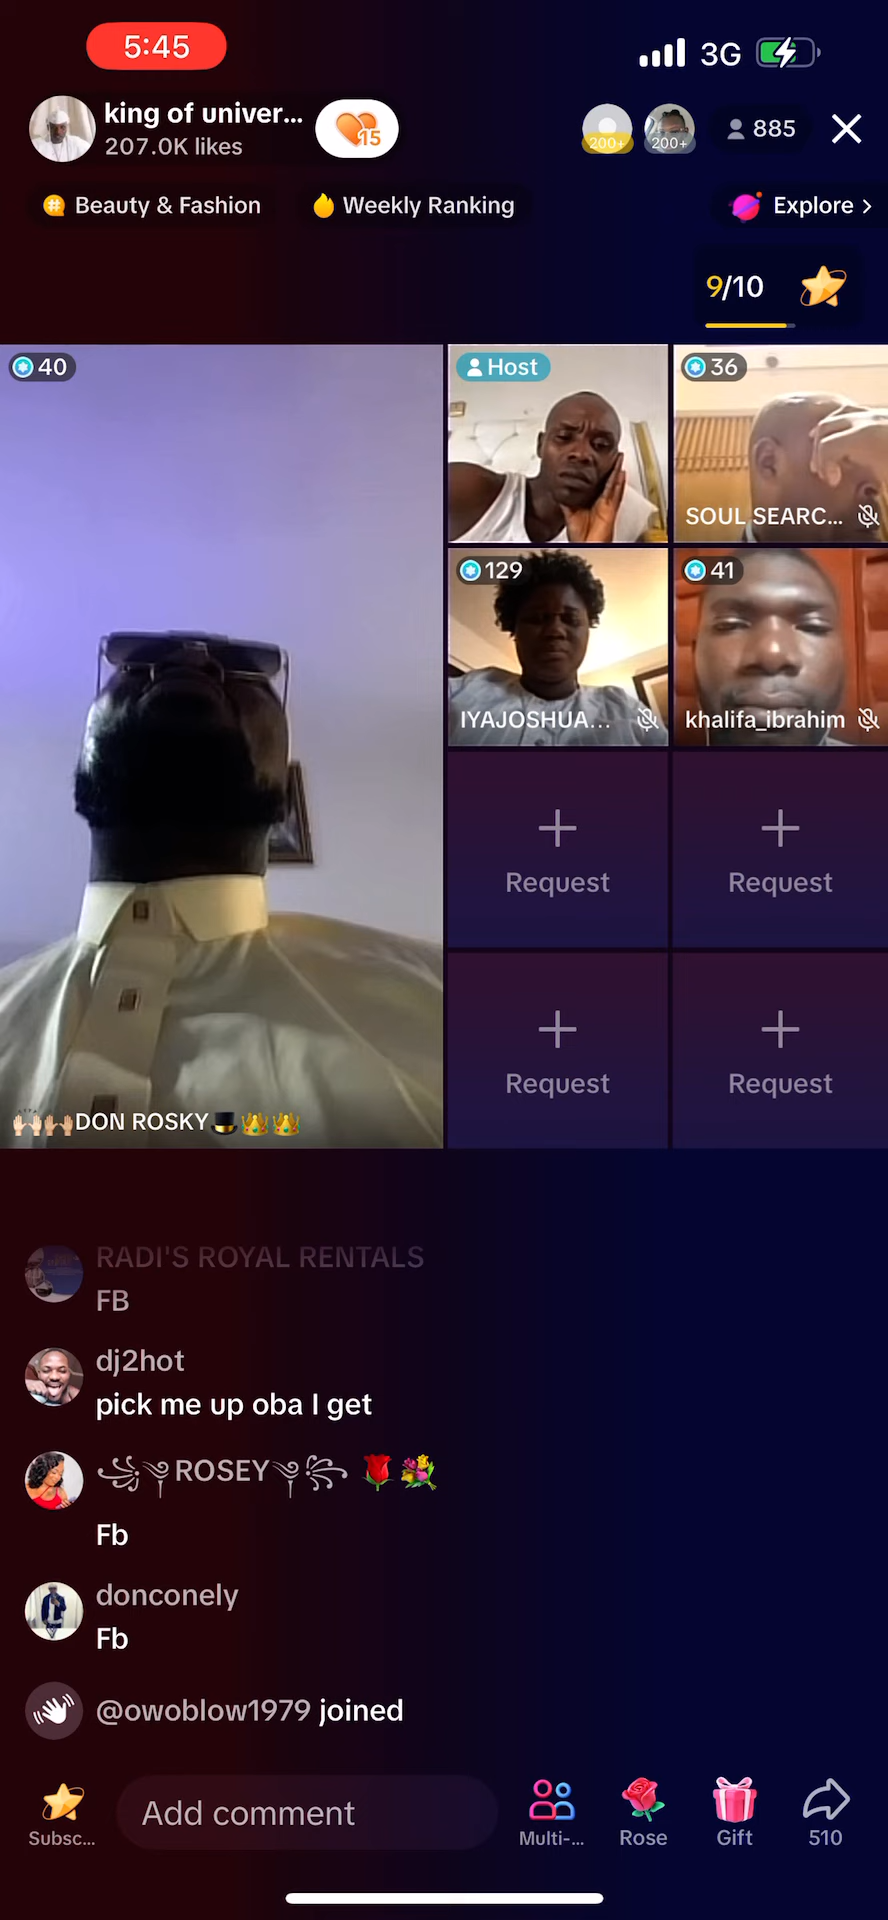 5:45
3G
king of univer...
207.0K likes
15
200+
200+
885
Beauty & Fashion
Weekly Ranking
Explore >
9/10
40
Host
36
SOUL SEARC...
129
41
IYAJOSHUA...
khalifa_ibrahim
Request
Request
Request
Request
🙌🏻🙌🏽DON ROSKY🎩👑👑
RADI'S ROYAL RENTALS
FB
dj2hot
pick me up oba I get
꧁༒ROSEY༒꧂ 🌹💐
Fb
donconely
Fb
@owoblow1979 joined
Subsc...
Add comment
Multi-...
Rose
Gift
510